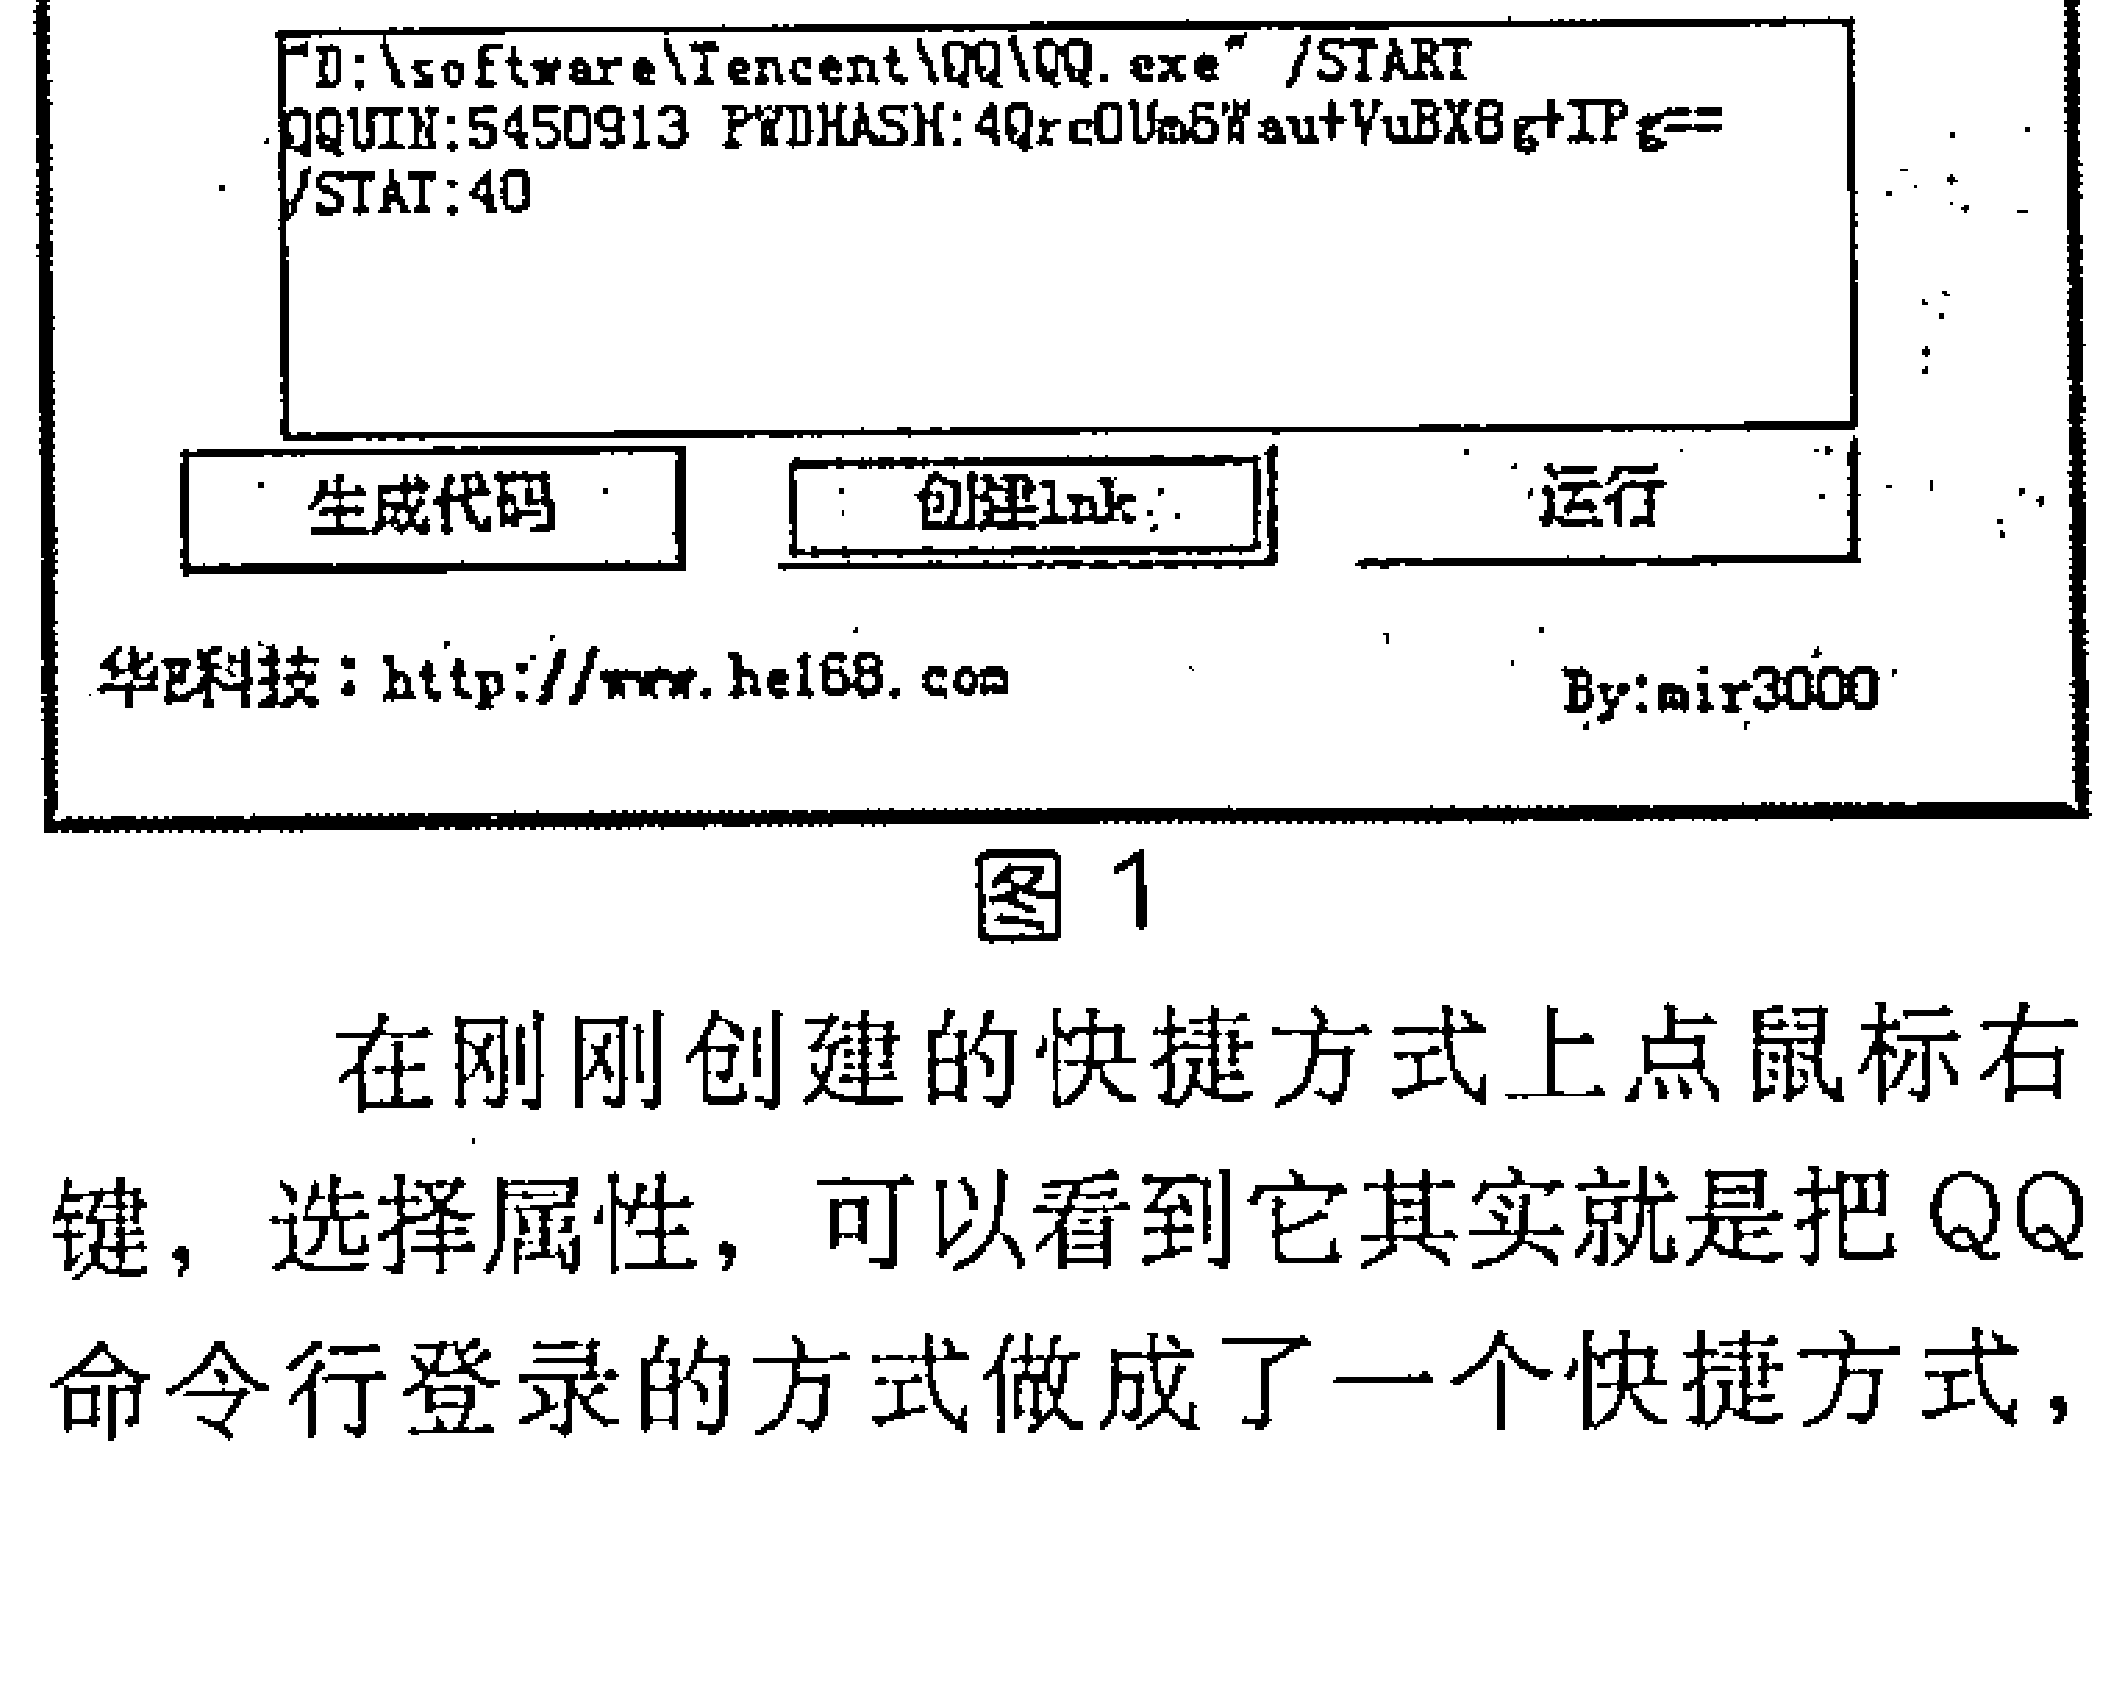 "D:\software\Tencent\QQ\QQ.exe" /START
QQUIN:5450913 PWDHASH:4QrcOUm6Wau+VuBX8g+IPg==
/STAT:40
生成代码 创建lnk 运行
华E科技：http://www.he168.com By:mir3000
图 1
在刚刚创建的快捷方式上点鼠标右
键，选择属性，可以看到它其实就是把 QQ
命令行登录的方式做成了一个快捷方式，